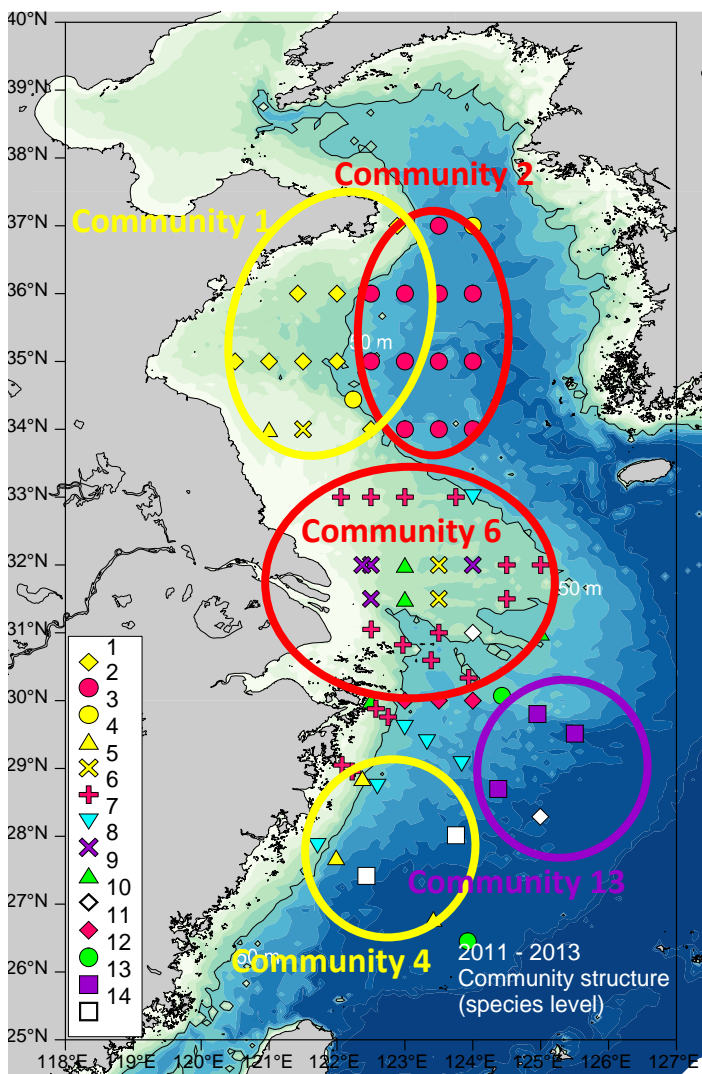 40°N
39°N
38°N
Community 2
37°N
Community 1
36°N
50 m
35°N
34°N
33°N
Community 6
32°N
50 m
31°N
1
2
3
4
5
6
7
8
9
10
11
12
13
14
30°N
29°N
28°N
Community 13
27°N
Community 4
50 m
2011 - 2013
Community structure
(species level)
26°N
25°N
118°E
119°E
120°E
121°E
122°E
123°E
124°E
125°E
126°E
127°E